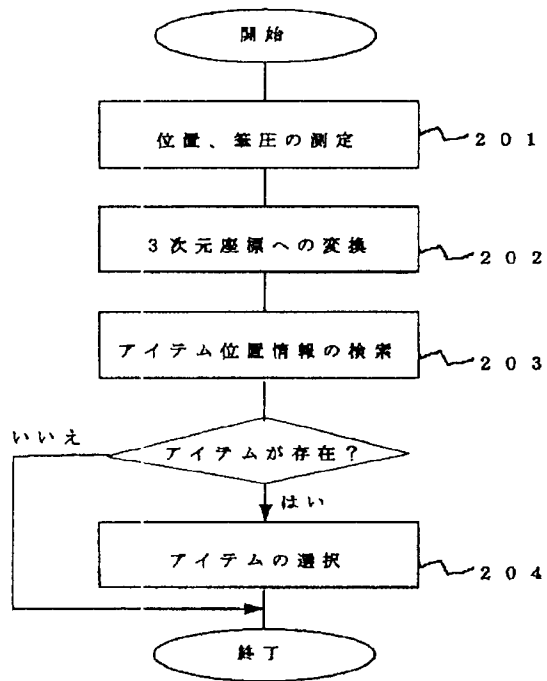 開始
位置、筆圧の測定
201
3次元座標への変換
202
アイテム位置情報の検索
203
いいえ
アイテムが存在?
はい
アイテムの選択
204
終了